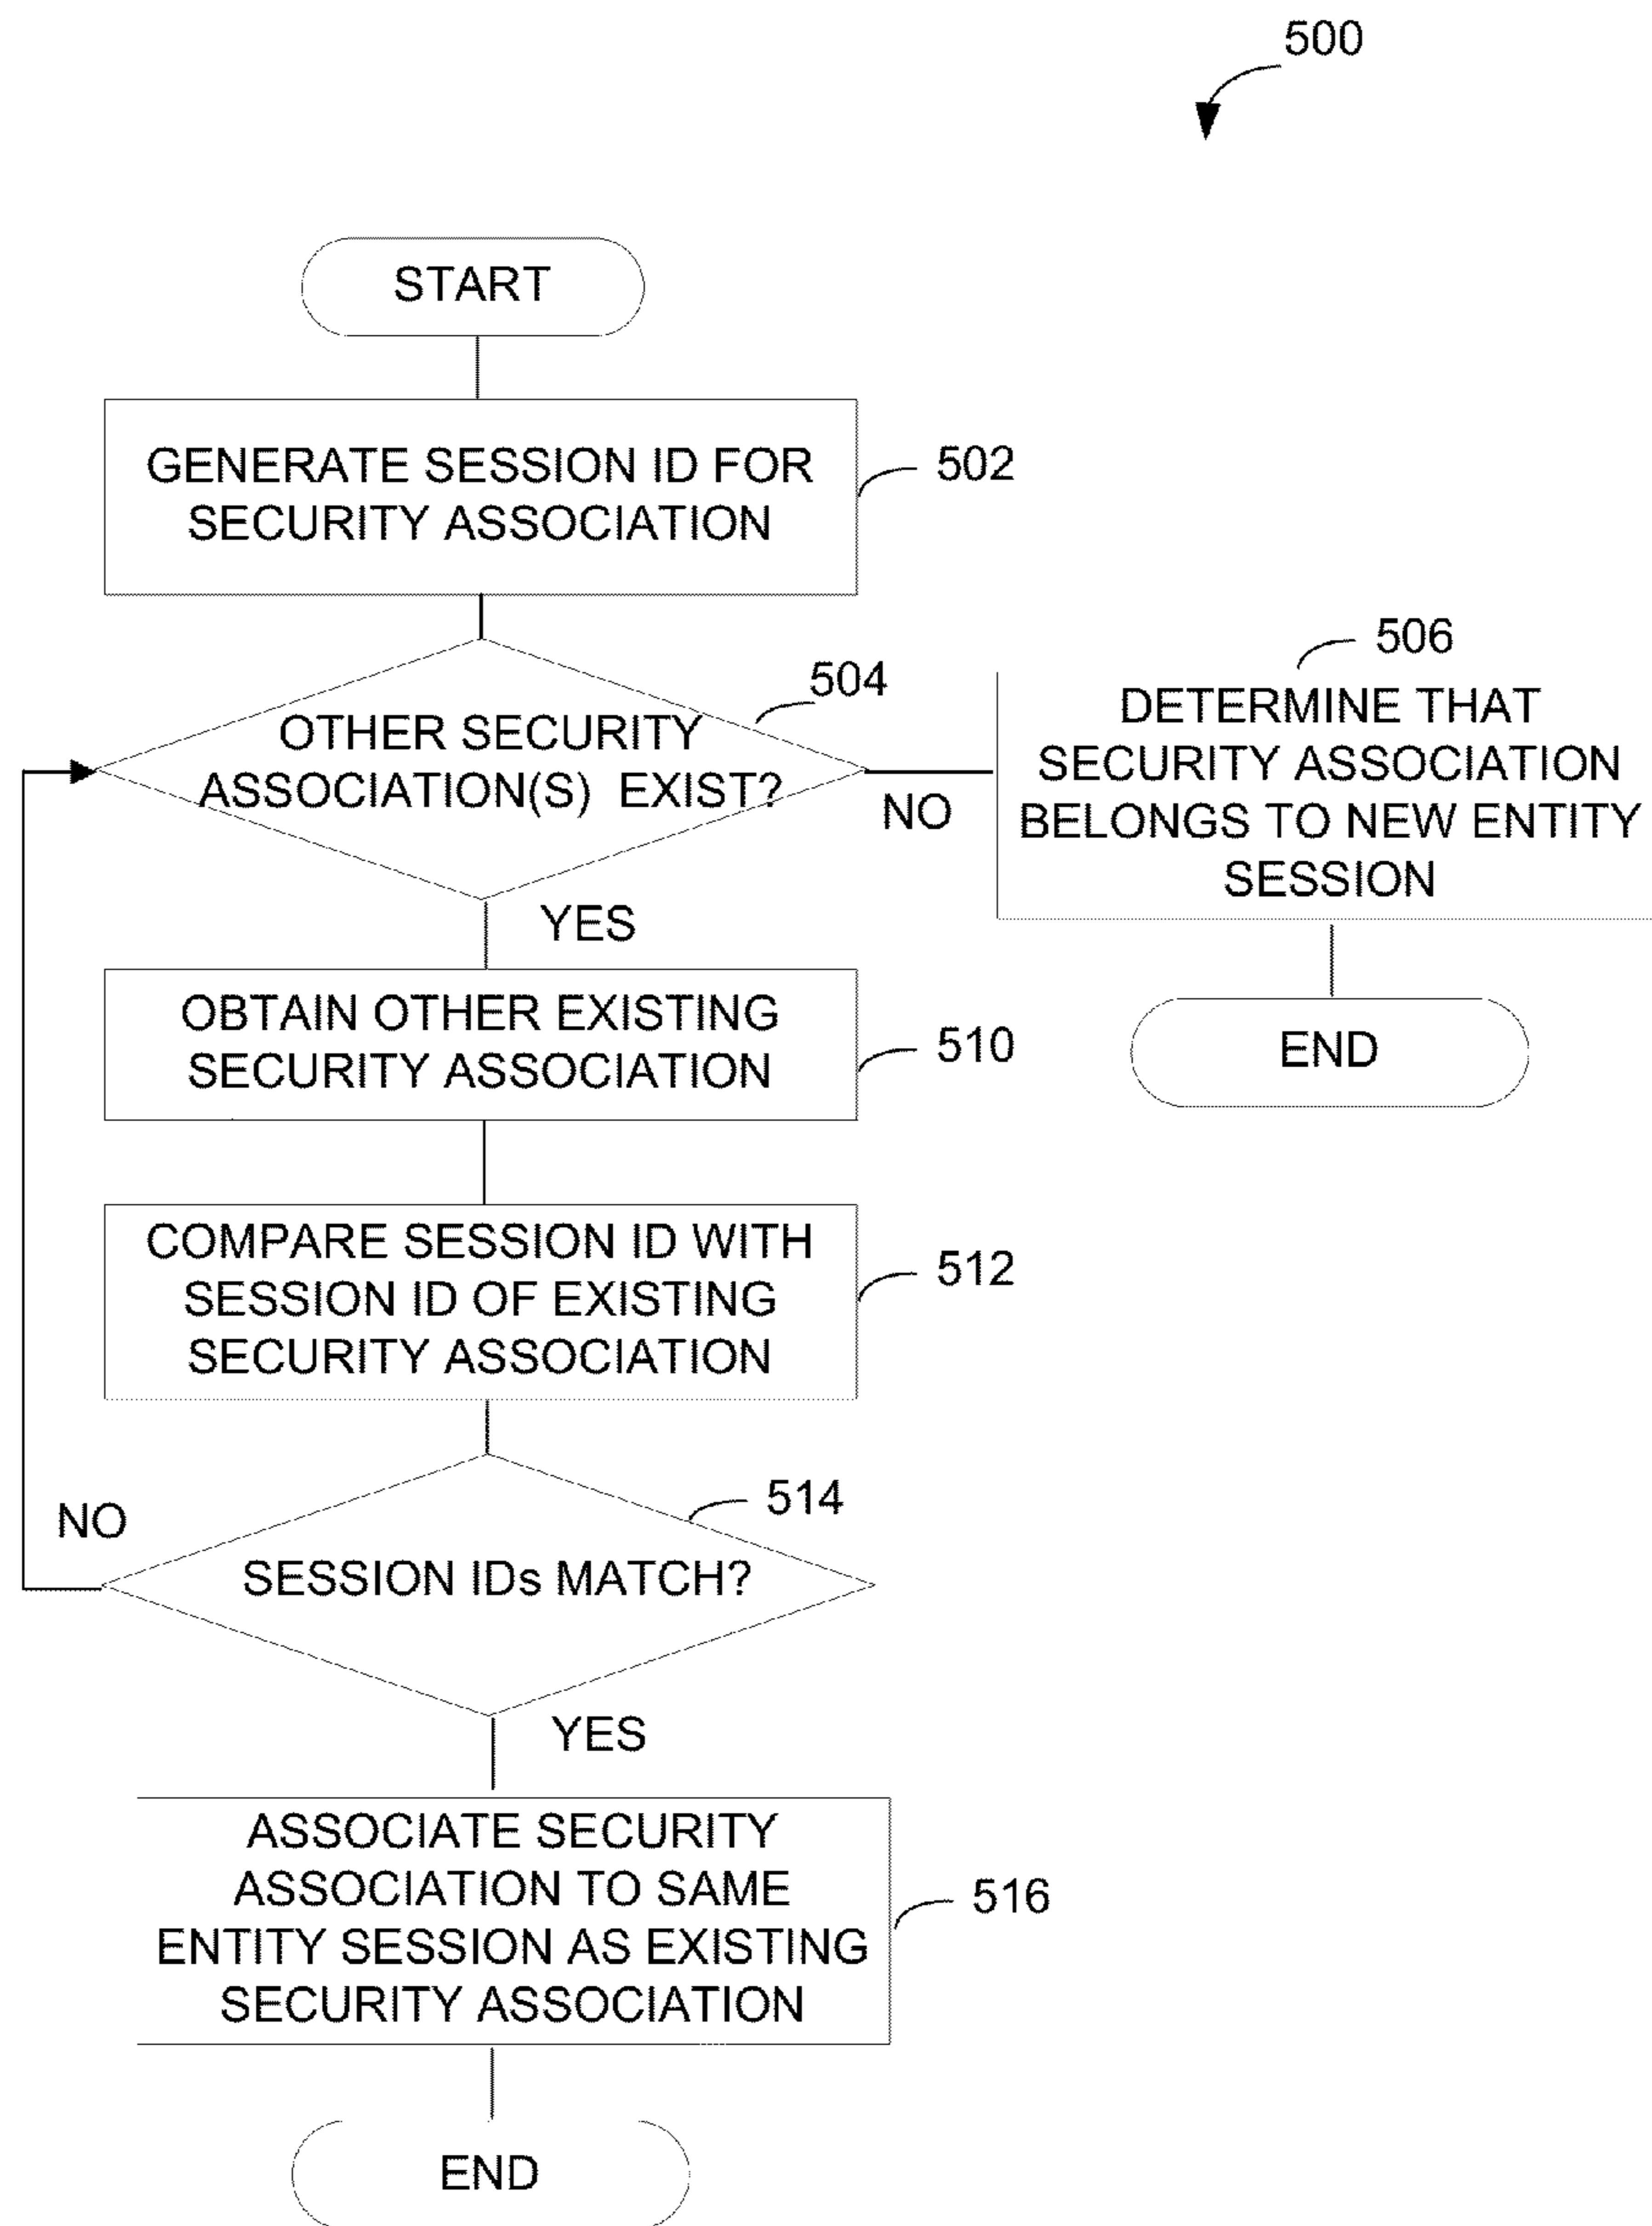 500
START
GENERATE SESSION ID FOR
SECURITY ASSOCIATION
502
504
OTHER SECURITY
ASSOCIATION(S) EXIST?
NO
506
DETERMINE THAT
SECURITY ASSOCIATION
BELONGS TO NEW ENTITY
SESSION
END
YES
OBTAIN OTHER EXISTING
SECURITY ASSOCIATION
510
COMPARE SESSION ID WITH
SESSION ID OF EXISTING
SECURITY ASSOCIATION
512
514
NO
SESSION IDs MATCH?
YES
ASSOCIATE SECURITY
ASSOCIATION TO SAME
ENTITY SESSION AS EXISTING
SECURITY ASSOCIATION
516
END